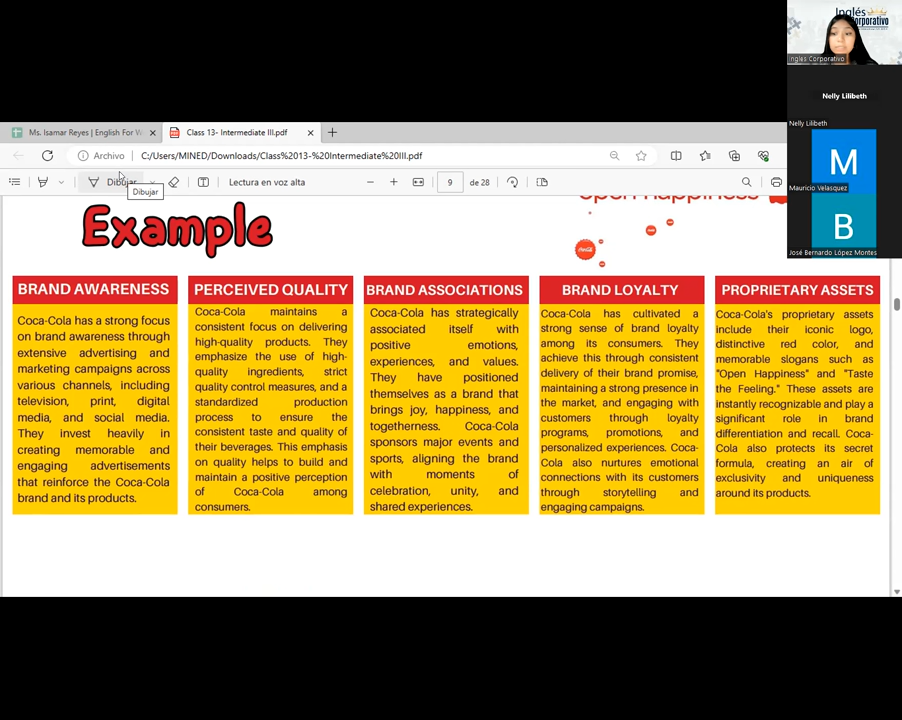 Inglés
Corporativo
Inglés Corporativo
Nelly Lilibeth
Nelly Lilibeth
M
Mauricio Velasquez
B
José Bernardo López Montes
Ms. Isamar Reyes | English For W
Class 13- Intermediate III.pdf
Archivo
C:/Users/MINED/Downloads/Class%2013-%20Intermediate%20III.pdf
Dibujar
Lectura en voz alta
9
de 28
Dibujar
Open Happiness
Example
BRAND AWARENESS
Coca-Cola has a strong focus
on brand awareness through
extensive advertising and
marketing campaigns across
various channels, including
television, print, digital
media, and social media.
They invest heavily in
creating memorable and
engaging advertisements
that reinforce the Coca-Cola
brand and its products.
PERCEIVED QUALITY
Coca-Cola maintains a
consistent focus on delivering
high-quality products. They
emphasize the use of high-
quality ingredients, strict
quality control measures, and a
standardized production
process to ensure the
consistent taste and quality of
their beverages. This emphasis
on quality helps to build and
maintain a positive perception
of Coca-Cola among
consumers.
BRAND ASSOCIATIONS
Coca-Cola has strategically
associated itself with
positive emotions,
experiences, and values.
They have positioned
themselves as a brand that
brings joy, happiness, and
togetherness. Coca-Cola
sponsors major events and
sports, aligning the brand
with moments of
celebration, unity, and
shared experiences.
BRAND LOYALTY
Coca-Cola has cultivated a
strong sense of brand loyalty
among its consumers. They
achieve this through consistent
delivery of their brand promise,
maintaining a strong presence in
the market, and engaging with
customers through loyalty
programs, promotions, and
personalized experiences. Coca-
Cola also nurtures emotional
connections with its customers
through storytelling and
engaging campaigns.
PROPRIETARY ASSETS
Coca-Cola's proprietary assets
include their iconic logo,
distinctive red color, and
memorable slogans such as
"Open Happiness" and "Taste
the Feeling." These assets are
instantly recognizable and play a
significant role in brand
differentiation and recall. Coca-
Cola also protects its secret
formula, creating an air of
exclusivity and uniqueness
around its products.